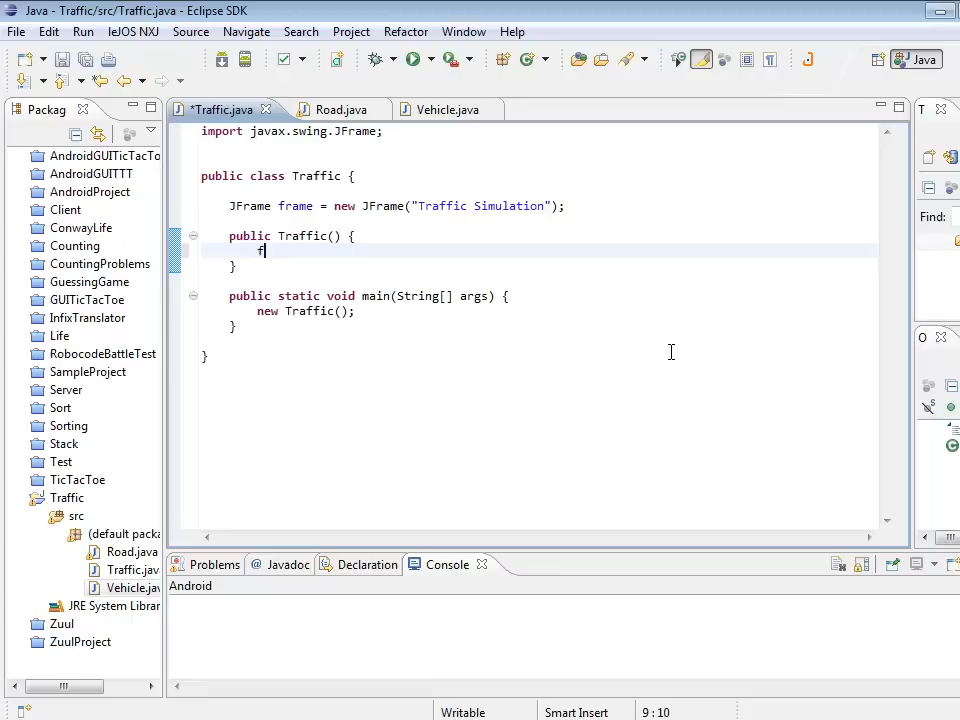 Java - Traffic/src/Traffic.java - Eclipse SDK
File Edit Run leJOS NXJ Source Navigate Search Project Refactor Window Help
Java
Packag
*Traffic.java Road.java Vehicle.java
T
AndroidGUITicTacTo
AndroidGUITTT
AndroidProject
Client
ConwayLife
Counting
CountingProblems
GuessingGame
GUITicTacToe
InfixTranslator
Life
RobocodeBattleTest
SampleProject
Server
Sort
Sorting
Stack
Test
TicTacToe
Traffic
src
(default packa
Road.java
Traffic.jav
Vehicle.jav
JRE System Librar
Zuul
ZuulProject
import javax.swing.JFrame;
public class Traffic {
JFrame frame = new JFrame("Traffic Simulation");
public Traffic() {
f
}
public static void main(String[] args) {
new Traffic();
}
}
Find:
O
Problems @ Javadoc Declaration Console
Android
Writable Smart Insert 9 : 10